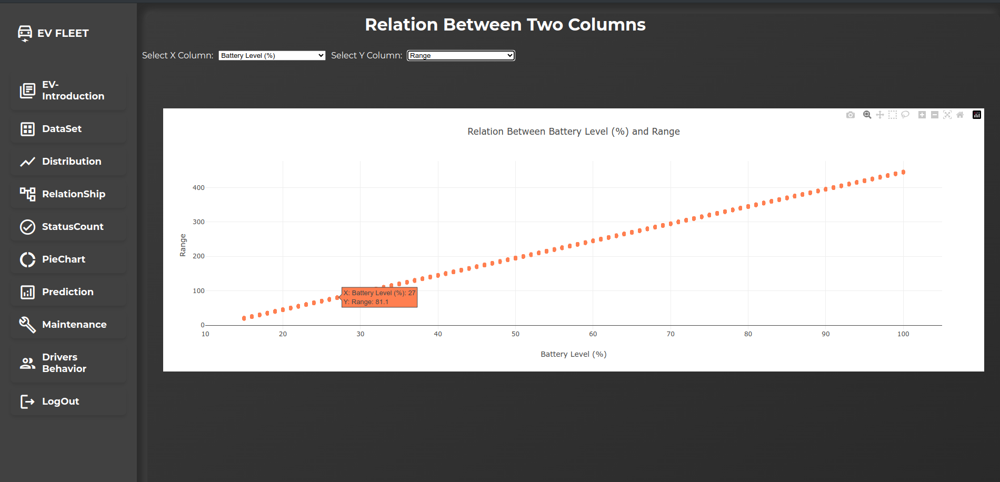 EV FLEET
EV-
Introduction
DataSet
Distribution
RelationShip
StatusCount
PieChart
Prediction
Maintenance
Drivers
Behavior
LogOut
Relation Between Two Columns
Select X Column: Battery Level (%) Select Y Column: Range
Relation Between Battery Level (%) and Range
Range
400
300
200
100
0
X: Battery Level (%): 27
Y: Range: 81.1
10 20 30 40 50 60 70 80 90 100
Battery Level (%)